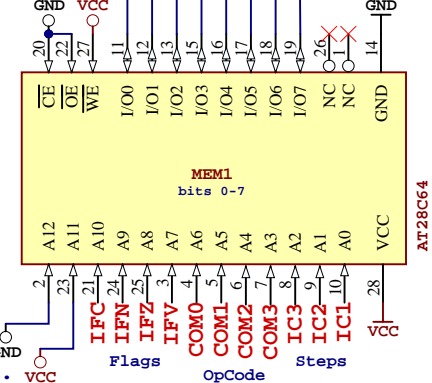 GND VCC GND
20 22 27 11 12 13 15 16 17 18 19 26 1 14
CE OE WE I/O0 I/O1 I/O2 I/O3 I/O4 I/O5 I/O6 I/O7 NC NC GND
MEM1
bits 0-7
AT28C64
A12 A11 A10 A9 A8 A7 A6 A5 A4 A3 A2 A1 A0 VCC
2 23 21 24 25 3 4 5 6 7 8 9 10 28
IFC IFN IFZ IFV COM0 COM1 COM2 COM3 IC3 IC2 IC1
VCC
ND
VCC
Flags OpCode Steps